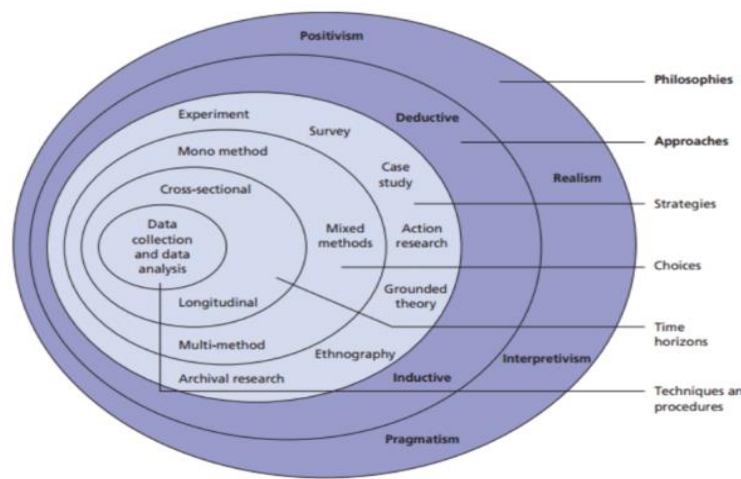 Positivism
Philosophies
Experiment
Survey
Deductive
Approaches
Mono method
Case
study
Realism
Cross-sectional
Strategies
Data
collection
and data
analysis
Mixed
methods
Action
research
Choices
Longitudinal
Grounded
theory
Time
horizons
Multi-method
Ethnography
Interpretivism
Archival research
Inductive
Techniques an
procedures
Pragmatism